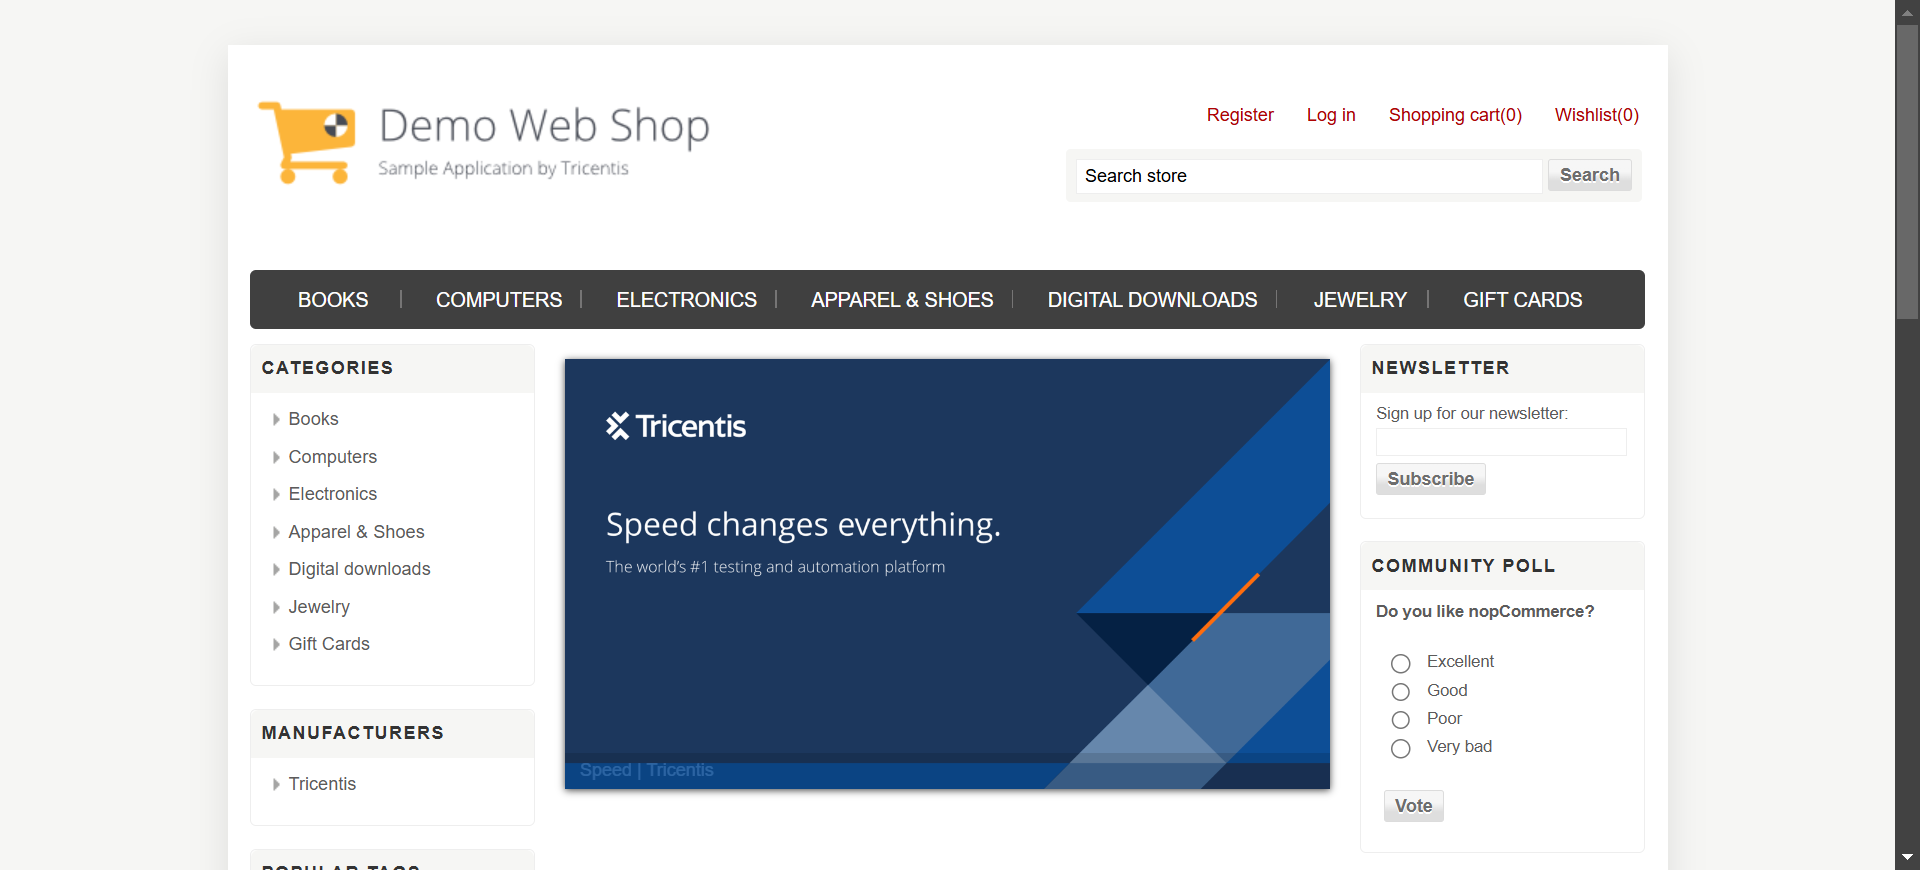 Demo Web Shop
Sample Application by Tricentis
Register Log in Shopping cart(0) Wishlist(0)
Search store Search
BOOKS COMPUTERS ELECTRONICS APPAREL & SHOES DIGITAL DOWNLOADS JEWELRY GIFT CARDS
CATEGORIES
Books
Computers
Electronics
Apparel & Shoes
Digital downloads
Jewelry
Gift Cards
MANUFACTURERS
Tricentis
POPULAR TAGS
Tricentis
Speed changes everything.
The world's #1 testing and automation platform
Speed | Tricentis
NEWSLETTER
Sign up for our newsletter:
Subscribe
COMMUNITY POLL
Do you like nopCommerce?
Excellent
Good
Poor
Very bad
Vote